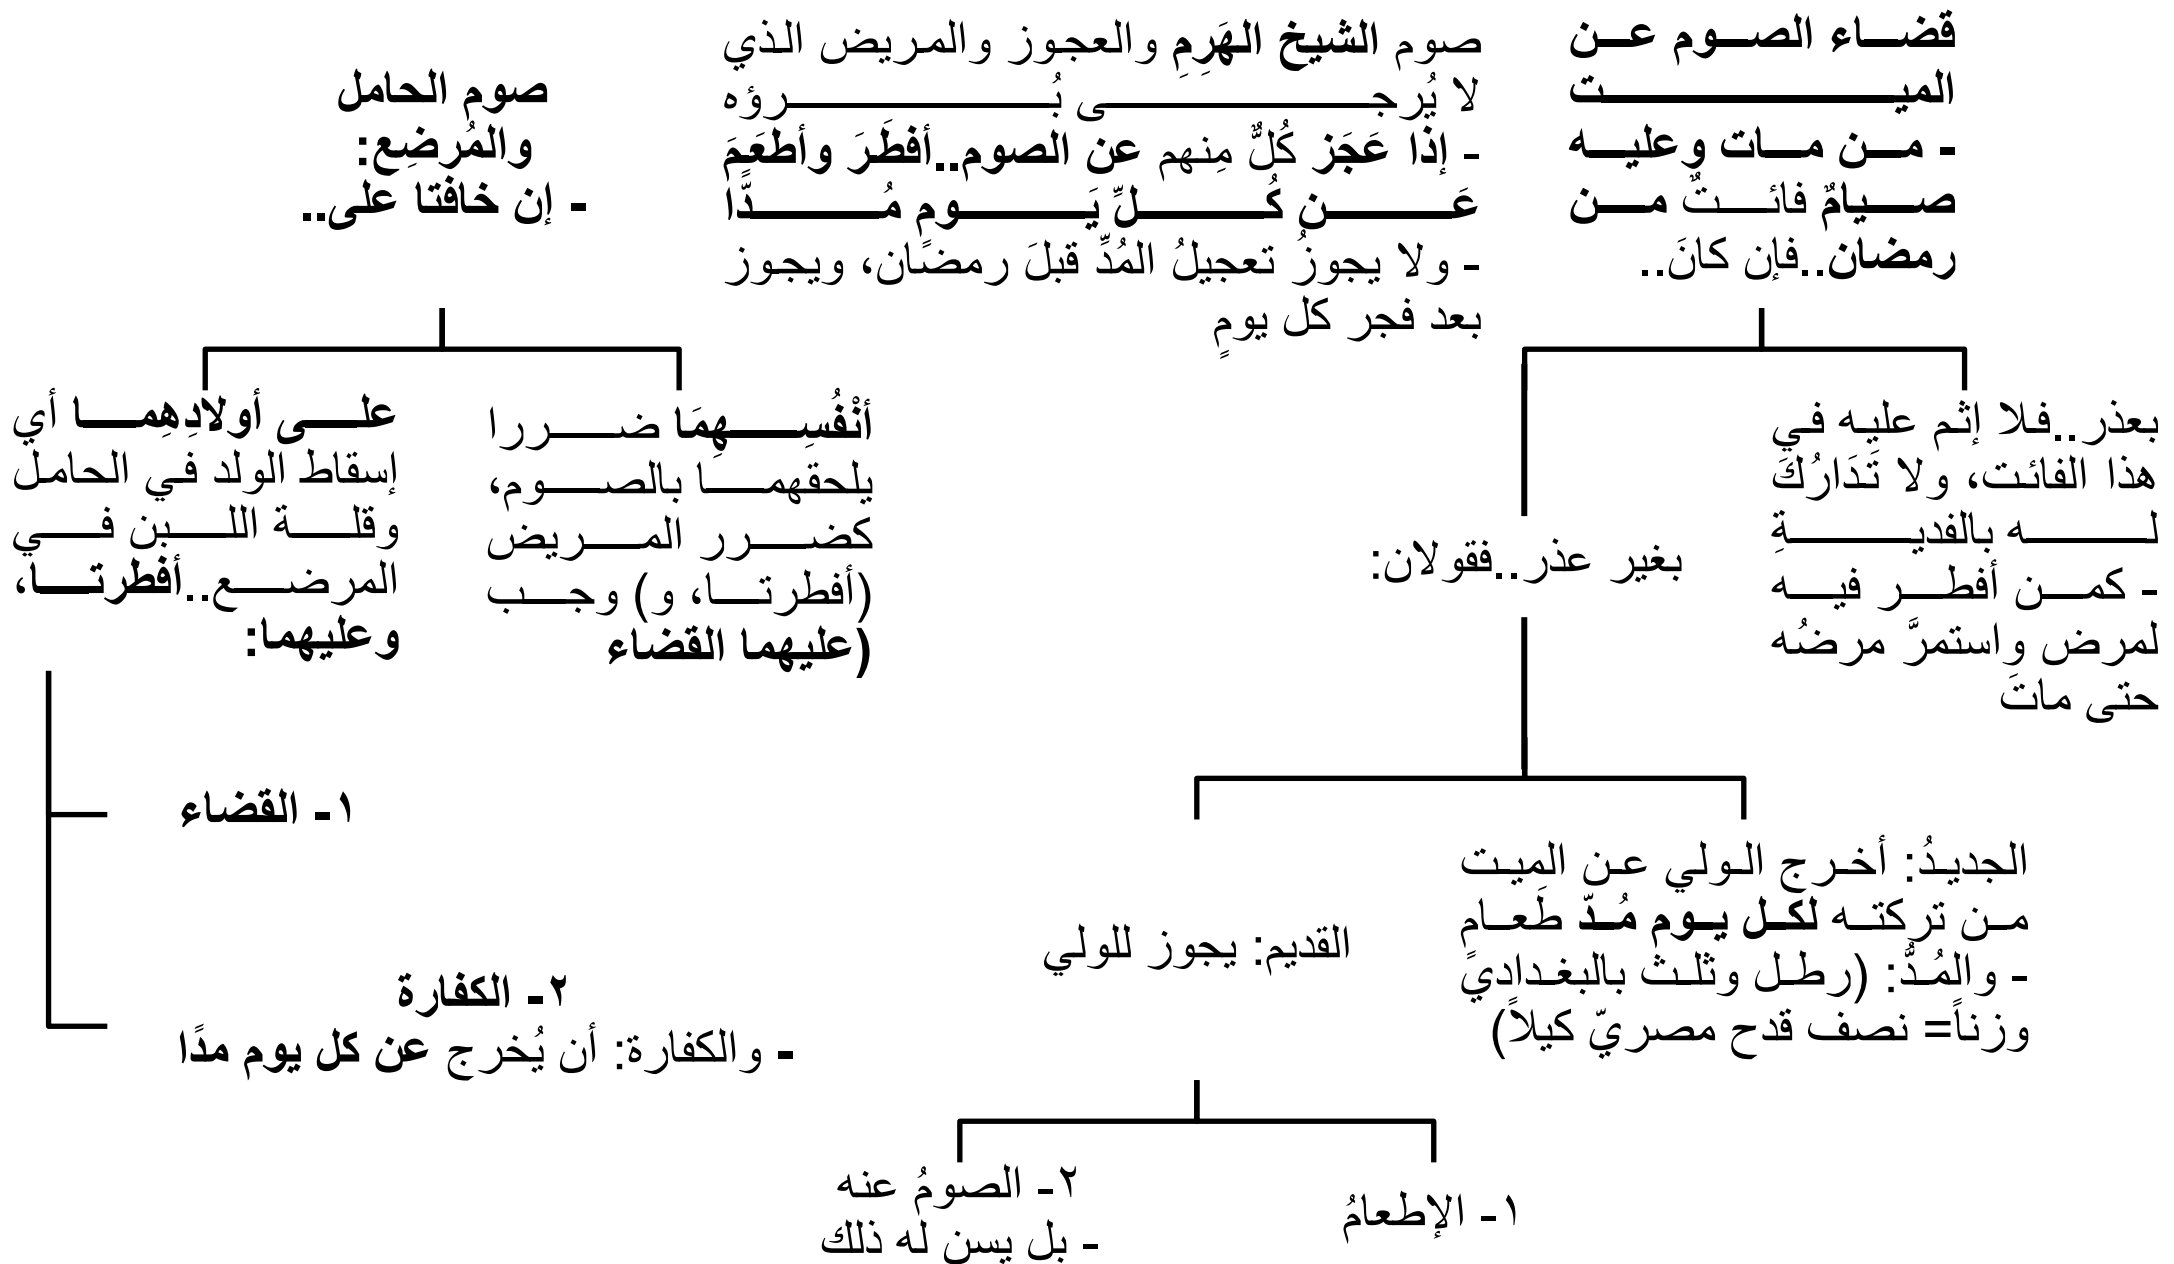 قضاء الصوم عن
الميت
- من مات وعليه
صيامٌ فائتٌ من
رمضان..فإن كانَ..
بعذر..فلا إثم عليه في
هذا الفائت، ولا تَدَارُكَ
له بالفديةِ
- كمن أفطر فيه
لمرض واستمرَّ مرضُه
حتى ماتَ
بغير عذر..فقولان:
الجديدُ: أخرج الولي عن الميت
من تركته لكل يوم مُدّ طَعامٍ
- والمُدُّ: (رطل وثلث بالبغداديّ
وزناً= نصف قدح مصريّ كيلاً)
القديم: يجوز للولي
١- الإطعامُ
٢- الصومُ عنه
- بل يسن له ذلك
صوم الشيخ الهَرِمِ والعجوز والمريض الذي
لا يُرجى بُرؤه
- إذا عَجَز كُلٌّ مِنهم عن الصوم..أفطَرَ وأطعَمَ
عَن كُلِّ يَوم مُدًّا
- ولا يجوزُ تعجيلُ المُدِّ قبلَ رمضان، ويجوز
بعد فجر كل يومٍ
صوم الحامل
والمُرضِع:
- إن خافتا على..
أنْفُسِهِمَا ضررا
يلحقهما بالصوم،
كضرر المريض
(أفطرتا، و) وجب
(عليهما القضاء
على أولادِهِما أي
إسقاط الولد في الحامل
وقلة اللبن في
المرضع..أفطرتا،
وعليهما:
١- القضاء
٢- الكفارة
- والكفارة: أن يُخرج عن كل يوم مدًا